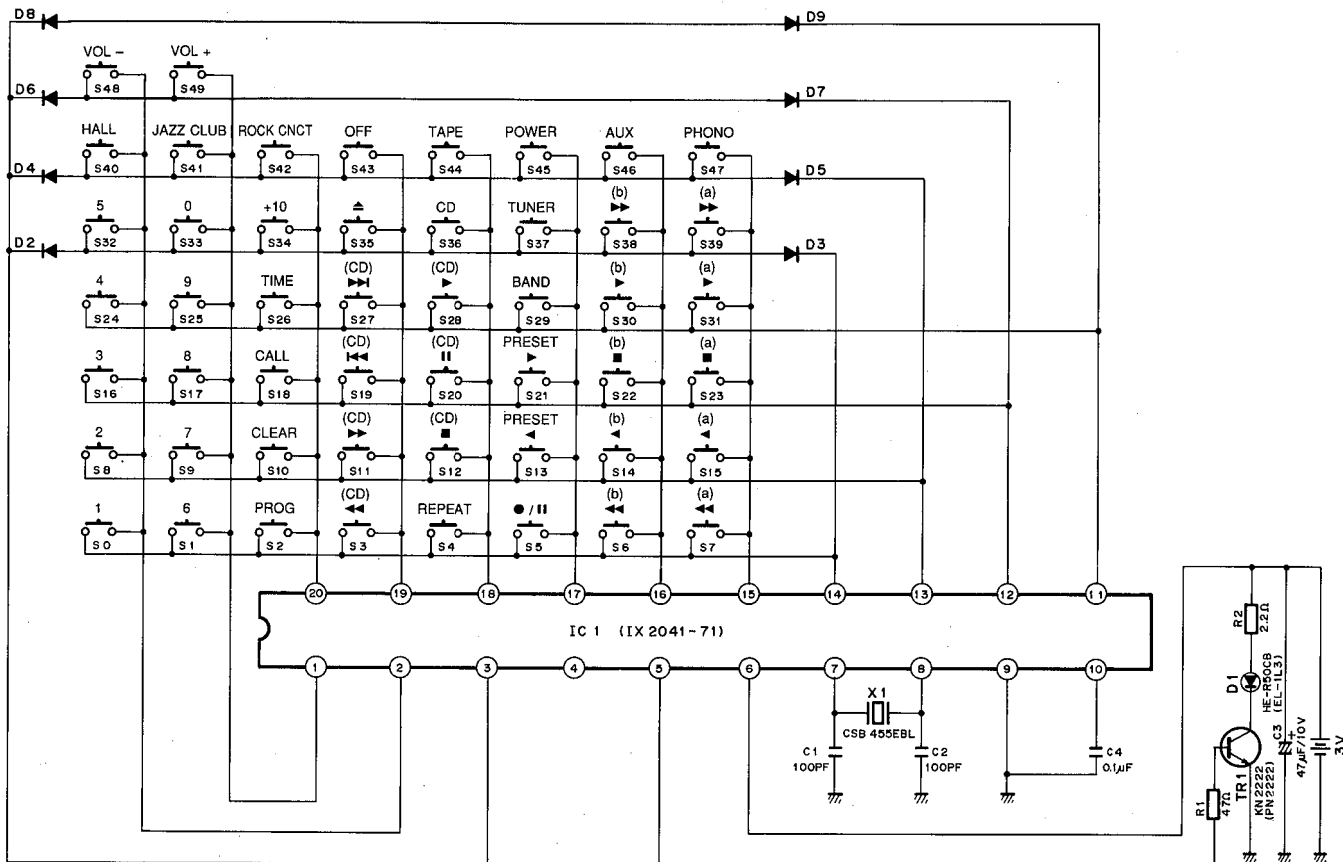 D8 D9
VOL – VOL +
S48 S49
D6 D7
HALL JAZZ CLUB ROCK CNCT OFF TAPE POWER AUX PHONO
S40 S41 S42 S43 S44 S45 S46 S47
D4 D5
(b) (a)
5 0 +10 ≜ CD TUNER ▶▶ ▶▶
S32 S33 S34 S35 S36 S37 S38 S39
D2 D3
(CD) (CD) (b) (a)
4 9 TIME ▶▶I ▶ BAND ▶ ▶
S24 S25 S26 S27 S28 S29 S30 S31
(CD) (CD) PRESET (b) (a)
3 8 CALL I◀◀ II ▶ ■ ■
S16 S17 S18 S19 S20 S21 S22 S23
(CD) (CD) PRESET (b) (a)
2 7 CLEAR ▶▶ ■ ◀ ◀ ◀
S8 S9 S10 S11 S12 S13 S14 S15
(CD) (b) (a)
1 6 PROG ◀◀ REPEAT ● / II ◀◀ ◀◀
S0 S1 S2 S3 S4 S5 S6 S7
20 19 18 17 16 15 14 13 12 11
IC 1 (IX 2041-71)
1 2 3 4 5 6 7 8 9 10
X1
CSB 455EBL
C1
100PF
C2
100PF
C4
0.1μF
R2
2.2Ω
D1
HE-R50CB
(EL-1L3)
C3 +
47μF/10V
3V
TR1
KN2222
(PN2222)
R1
47Ω